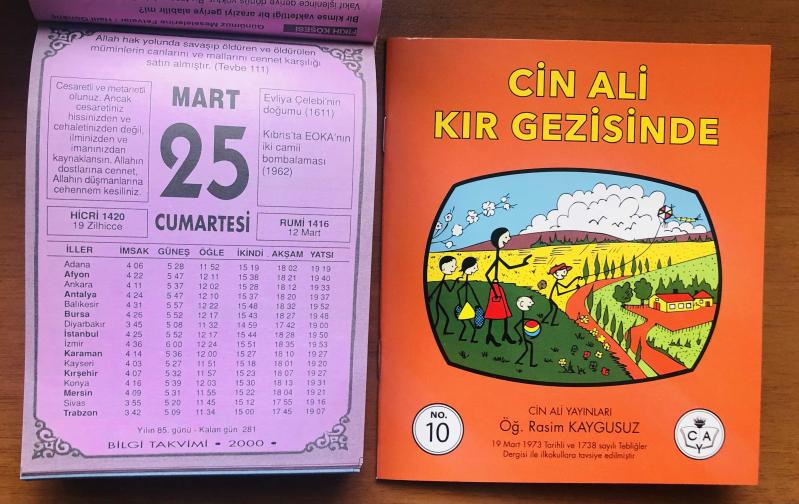 Bir kimse vakfettiği bir araziyi geriye alabilir mi?
FIKIH KÖŞESİ
Günümüz Meselelerine Fetvalar / Halil Günenç
Allah hak yolunda savaşıp öldüren ve öldürülen
müminlerin canlarını ve mallarını cennet karşılığı
satın almıştır. (Tevbe 111)
Cesaretli ve metanetli
olunuz. Ancak
cesaretiniz
hissinizden ve
cehaletinizden değil,
ilminizden ve
imanınızdan
kaynaklansın. Allahın
dostlarına cennet,
Allahın düşmanlarına
cehennem kesiliniz.
MART
25
CUMARTESİ
Evliya Çelebi'nin
doğumu (1611)
Kıbrıs'ta EOKA'nın
iki camii
bombalaması
(1962)
HİCRİ 1420
19 Zilhicce
RUMİ 1416
12 Mart
İLLER İMSAK GÜNEŞ ÖĞLE İKİNDİ AKŞAM YATSI
Adana 4 06 5 28 11 52 15 19 18 02 19 19
Afyon 4 22 5 47 12 11 15 38 18 21 19 40
Ankara 4 11 5 37 12 02 15 28 18 12 19 33
Antalya 4 24 5 47 12 10 15 37 18 20 19 37
Balıkesir 4 31 5 57 12 22 15 48 18 32 19 52
Bursa 4 26 5 52 12 17 15 43 18 27 19 48
Diyarbakır 3 45 5 08 11 32 14 59 17 42 19 00
İstanbul 4 25 5 52 12 17 15 44 18 28 19 50
İzmir 4 36 6 00 12 24 15 51 18 35 19 53
Karaman 4 14 5 36 12 00 15 27 18 10 19 27
Kayseri 4 03 5 27 11 51 15 18 18 01 19 20
Kırşehir 4 07 5 32 11 57 15 23 18 07 19 27
Konya 4 16 5 39 12 03 15 30 18 13 19 31
Mersin 4 09 5 31 11 55 15 22 18 04 19 21
Sivas 3 55 5 20 11 45 15 12 17 55 19 16
Trabzon 3 42 5 09 11 34 15 00 17 45 19 07
Yılın 85. günü - Kalan gün 281
BİLGİ TAKVİMİ • 2000 •
CİN ALİ
KIR GEZİSİNDE
NO.
10
CİN ALİ YAYINLARI
Öğ. Rasim KAYGUSUZ
19 Mart 1973 Tarihli ve 1738 sayılı Tebliğler
Dergisi ile ilkokullara tavsiye edilmiştir
C A
Y